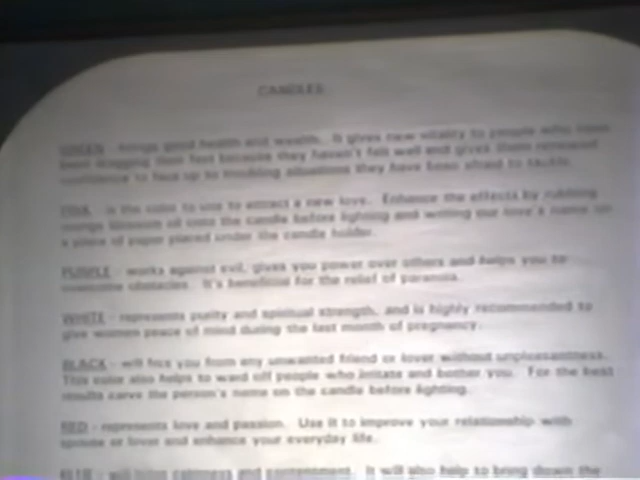 CANDLES
GREEN - brings good health and wealth. It gives new vitality to people who have
been dragging their feet because they haven't felt well and gives them renewed
confidence to face up to troubling situations they have been afraid to tackle.
PINK - is the color to use to attract a new love. Enhance the effects by rubbing
orange blossom oil onto the candle before lighting and writing our love's name on
a piece of paper placed under the candle holder.
PURPLE - works against evil, gives you power over others and helps you to
overcome obstacles. It's beneficial for the relief of paranoia.
WHITE - represents purity and spiritual strength, and is highly recommended to
give women peace of mind during the last month of pregnancy.
BLACK - will free you from any unwanted friend or lover without unpleasantness.
This color also helps to ward off people who irritate and bother you. For the best
results carve the person's name on the candle before lighting.
RED - represents love and passion. Use it to improve your relationship with
spouse or lover and enhance your everyday life.
BLUE - will bring calmness and contentment. It will also help to bring down the